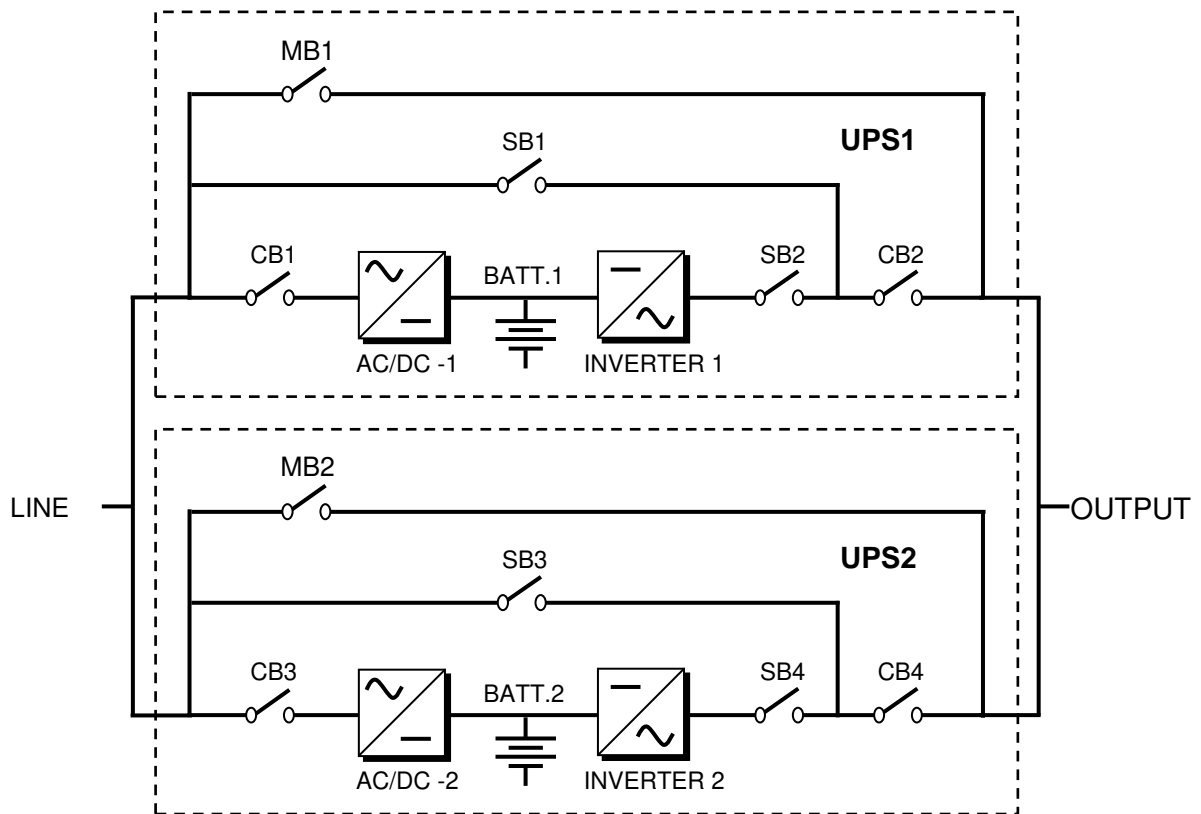 MB1
SB1
UPS1
CB1
BATT.1
SB2
CB2
AC/DC -1
INVERTER 1
MB2
LINE
OUTPUT
SB3
UPS2
CB3
BATT.2
SB4
CB4
AC/DC -2
INVERTER 2